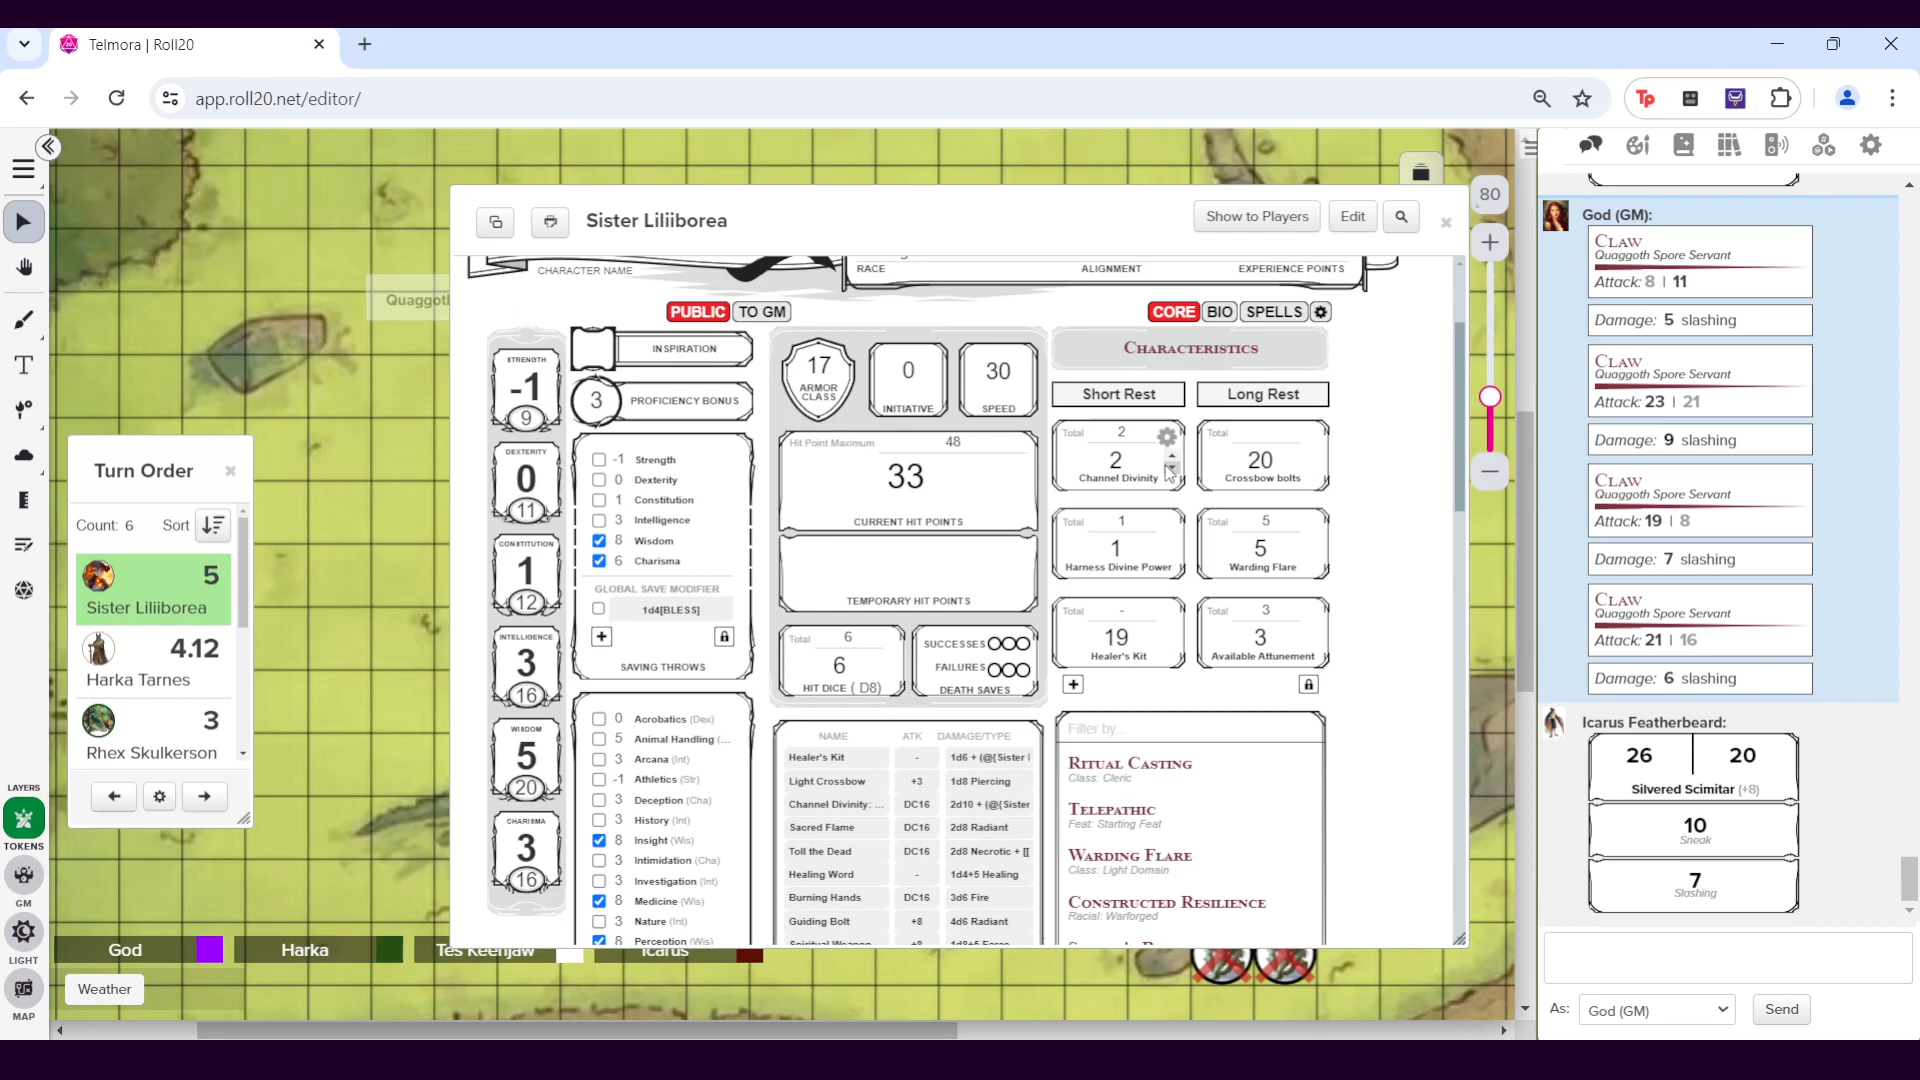 Telmora | Roll20
app.roll20.net/editor/
Sister Liliiborea
Show to Players
Edit
80
CHARACTER NAME
RACE
ALIGNMENT
EXPERIENCE POINTS
PUBLIC
TO GM
CORE
BIO
SPELLS
Quaggoth
STRENGTH
-1
9
DEXTERITY
0
11
CONSTITUTION
1
12
INTELLIGENCE
3
16
WISDOM
5
20
CHARISMA
3
16
INSPIRATION
3 PROFICIENCY BONUS
-1 Strength
0 Dexterity
1 Constitution
3 Intelligence
8 Wisdom
6 Charisma
GLOBAL SAVE MODIFIER
1d4[BLESS]
SAVING THROWS
0 Acrobatics (Dex)
5 Animal Handling (...
3 Arcana (Int)
-1 Athletics (Str)
3 Deception (Cha)
3 History (Int)
8 Insight (Wis)
3 Intimidation (Cha)
3 Investigation (Int)
8 Medicine (Wis)
3 Nature (Int)
8 Perception (Wis)
17
ARMOR
CLASS
0
INITIATIVE
30
SPEED
Hit Point Maximum 48
33
CURRENT HIT POINTS
TEMPORARY HIT POINTS
Total 6
6
HIT DICE ( D8)
SUCCESSES
FAILURES
DEATH SAVES
NAME ATK DAMAGE/TYPE
Healer's Kit - 1d6 + (@{Sister l
Light Crossbow +3 1d8 Piercing
Channel Divinity: ... DC16 2d10 + (@{Sister
Sacred Flame DC16 2d8 Radiant
Toll the Dead DC16 2d8 Necrotic + [[
Healing Word - 1d4+5 Healing
Burning Hands DC16 3d6 Fire
Guiding Bolt +8 4d6 Radiant
Spiritual Weapon +8 1d8+5 Force
CHARACTERISTICS
Short Rest
Long Rest
Total 2
2
Channel Divinity
Total
20
Crossbow bolts
Total 1
1
Harness Divine Power
Total 5
5
Warding Flare
Total -
19
Healer's Kit
Total 3
3
Available Attunement
Filter by...
RITUAL CASTING
Class: Cleric
TELEPATHIC
Feat: Starting Feat
WARDING FLARE
Class: Light Domain
CONSTRUCTED RESILIENCE
Racial: Warforged
Turn Order
Count: 6 Sort
5
Sister Liliiborea
4.12
Harka Tarnes
3
Rhex Skulkerson
LAYERS
TOKENS
GM
LIGHT
MAP
God
Harka
Tes Keenjaw
Icarus
Weather
God (GM):
CLAW
Quaggoth Spore Servant
Attack: 8 | 11
Damage: 5 slashing
CLAW
Quaggoth Spore Servant
Attack: 23 | 21
Damage: 9 slashing
CLAW
Quaggoth Spore Servant
Attack: 19 | 8
Damage: 7 slashing
CLAW
Quaggoth Spore Servant
Attack: 21 | 16
Damage: 6 slashing
Icarus Featherbeard:
26 20
Silvered Scimitar (+8)
10
Sneak
7
Slashing
As: God (GM)
Send